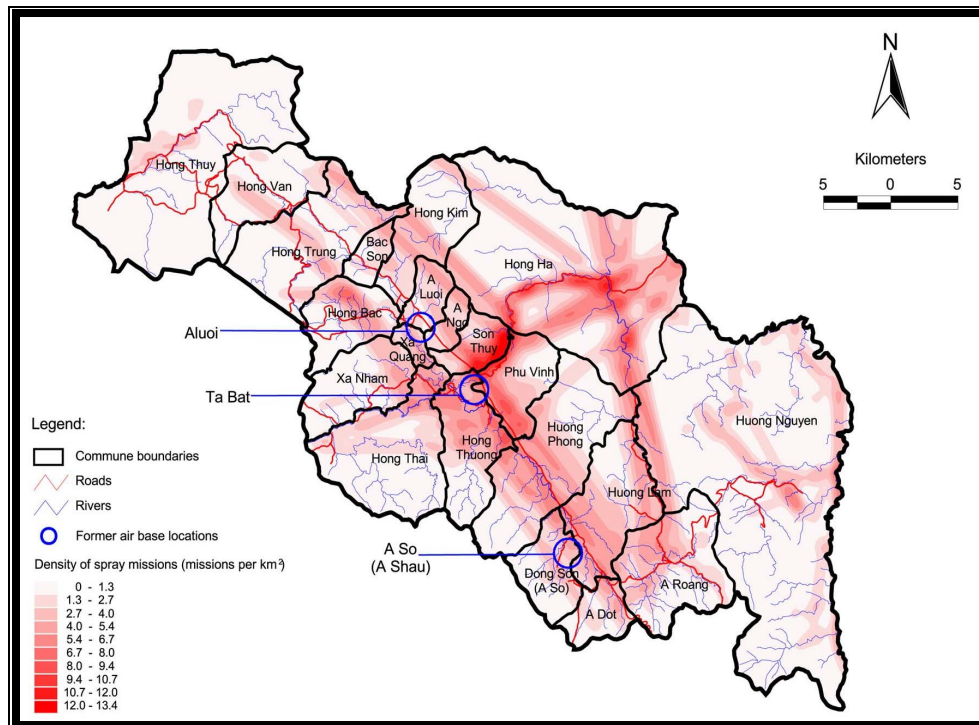 N
Kilometers
5 0 5
Hong Thuy
Hong Van
Hong Kim
Hong Trung
Bac
Son
Hong Ha
A
Luoi
A
Ngo
Hong Bac
Son
Thuy
Aluoi
Xa
Quang
Phu Vinh
Xa Nham
Ta Bat
Huong
Phong
Huong Nguyen
Hong
Thuong
Hong Thai
Huong Lam
A So
(A Shau)
Dong Son
(A So)
A Roang
A Dot
Legend:
Commune boundaries
Roads
Rivers
Former air base locations
Density of spray missions (missions per km²)
0 - 1.3
1.3 - 2.7
2.7 - 4.0
4.0 - 5.4
5.4 - 6.7
6.7 - 8.0
8.0 - 9.4
9.4 - 10.7
10.7 - 12.0
12.0 - 13.4